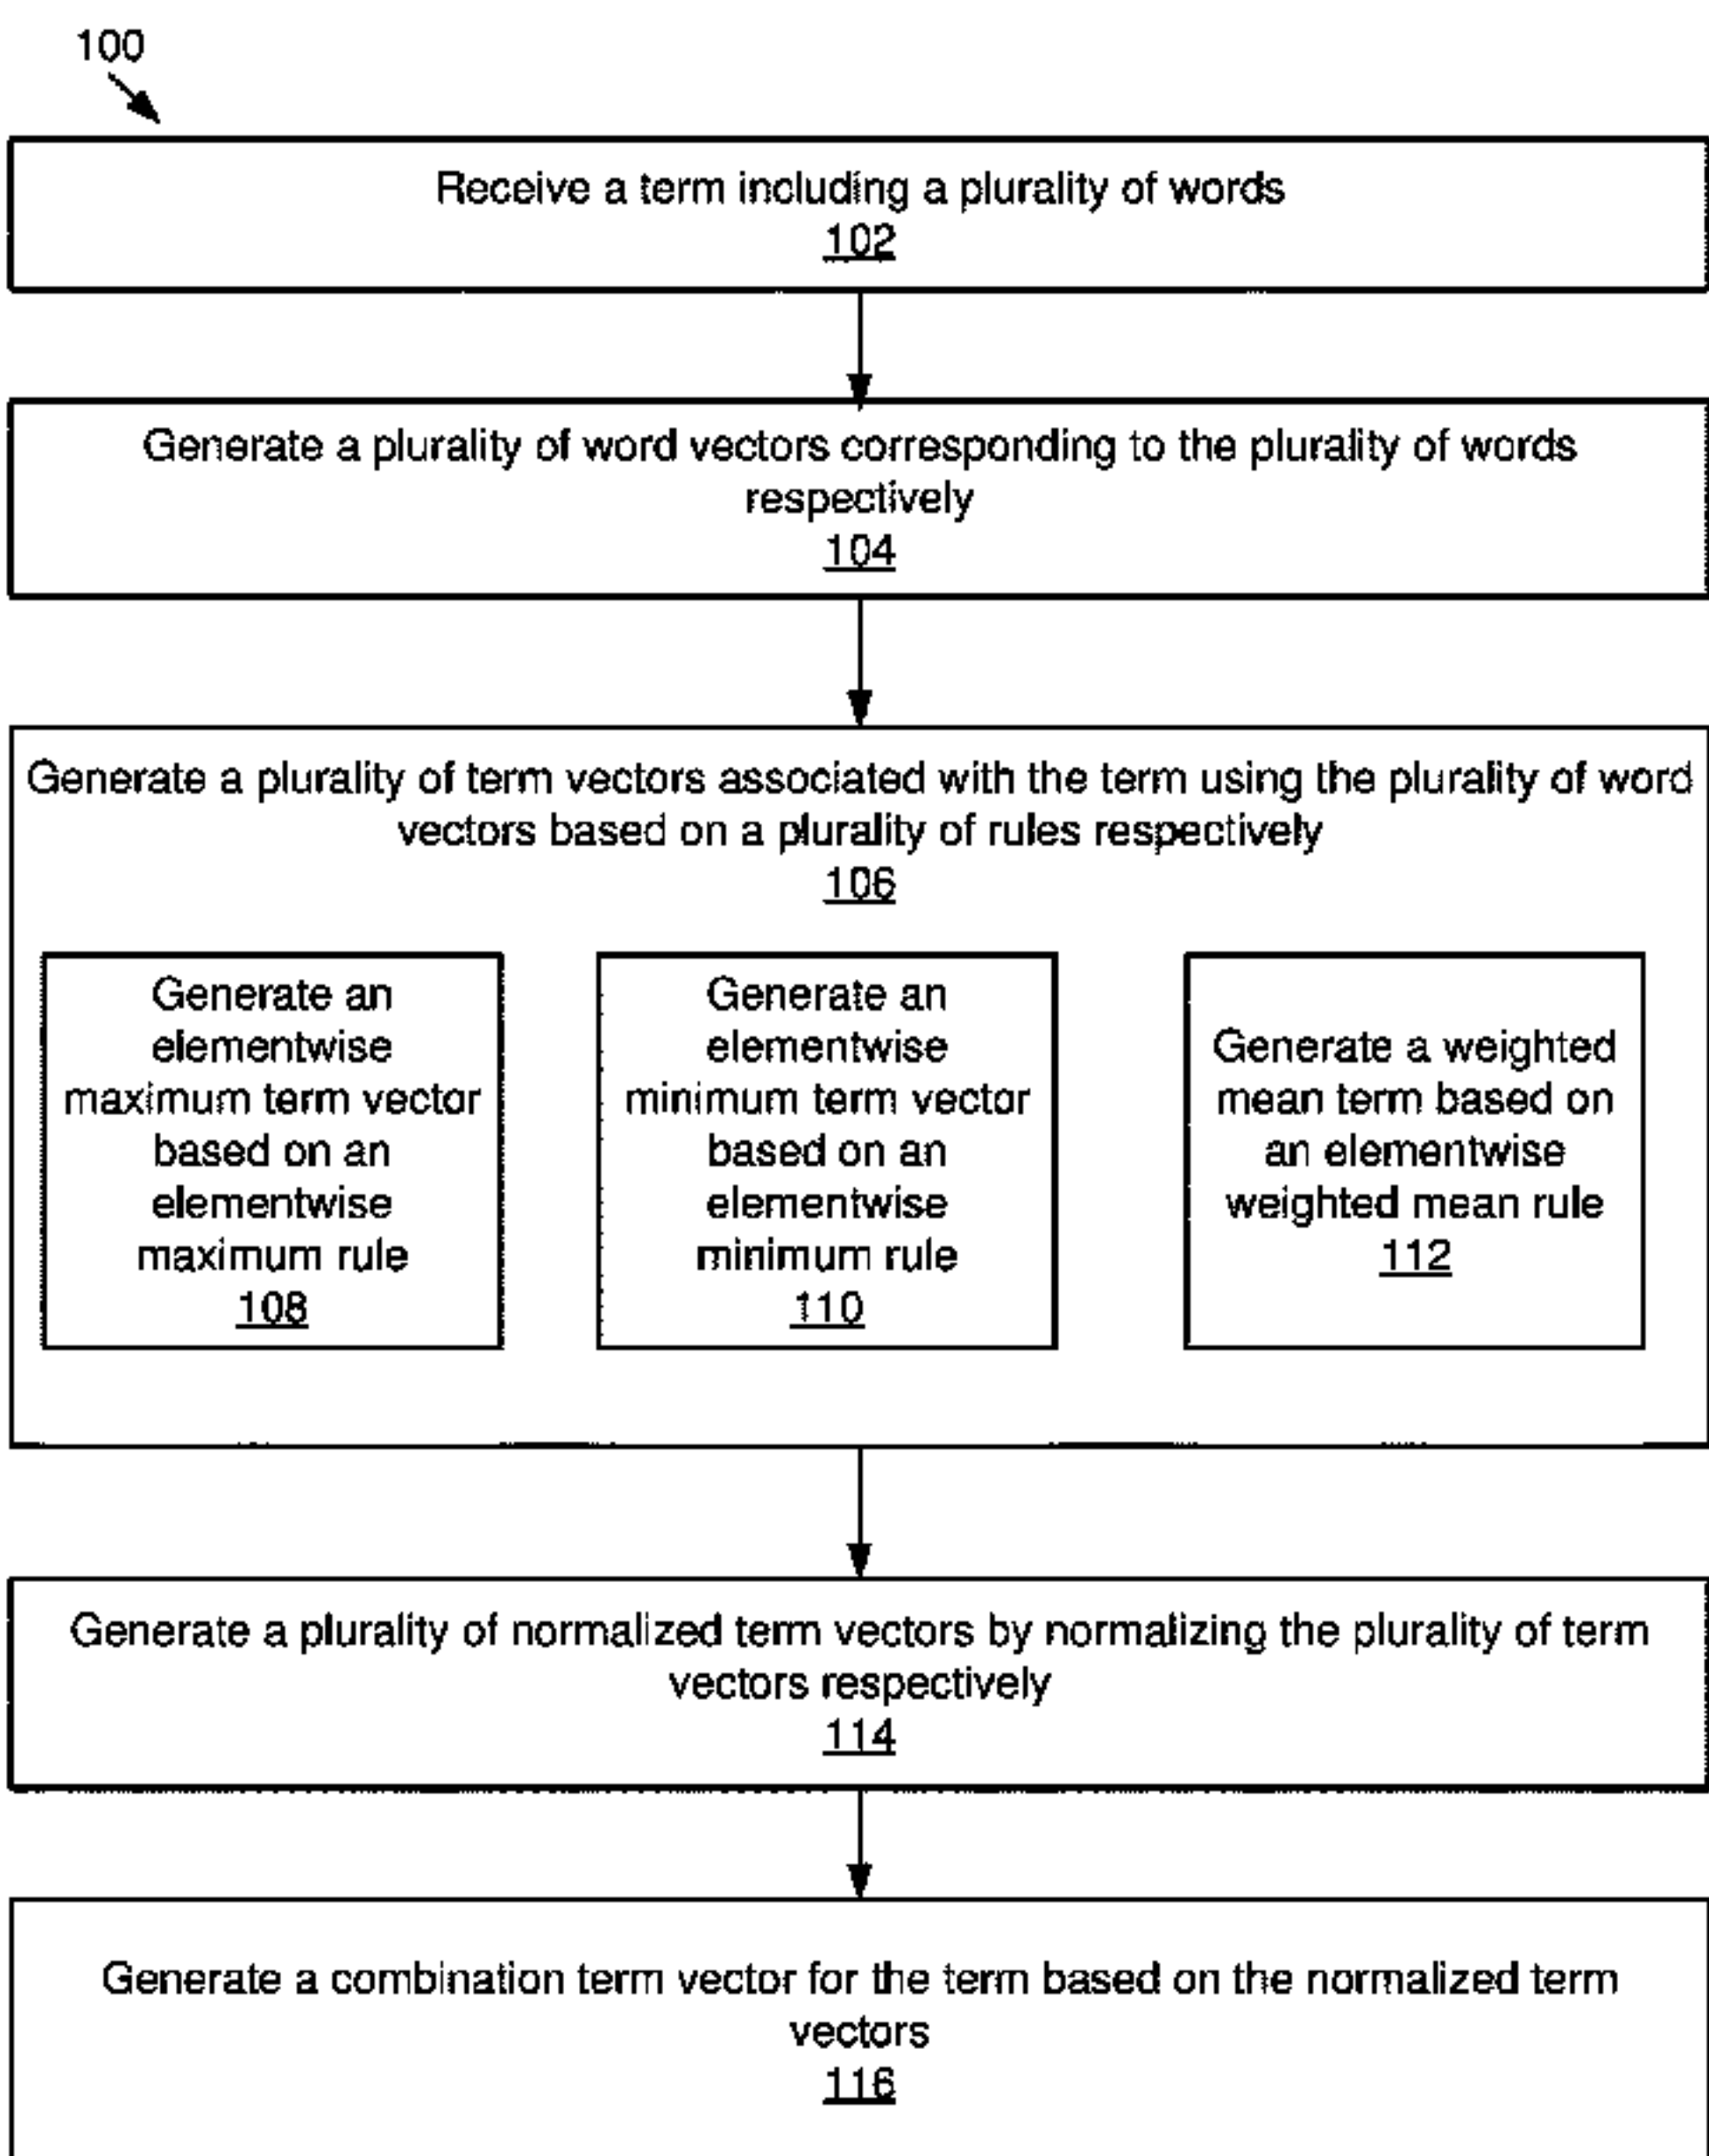 100
Receive a term including a plurality of words
102
Generate a plurality of word vectors corresponding to the plurality of words
respectively
104
Generate a plurality of term vectors associated with the term using the plurality of word
vectors based on a plurality of rules respectively
106
Generate an
elementwise
maximum term vector
based on an
elementwise
maximum rule
108
Generate an
elementwise
minimum term vector
based on an
elementwise
minimum rule
110
Generate a weighted
mean term based on
an elementwise
weighted mean rule
112
Generate a plurality of normalized term vectors by normalizing the plurality of term
vectors respectively
114
Generate a combination term vector for the term based on the normalized term
vectors
116